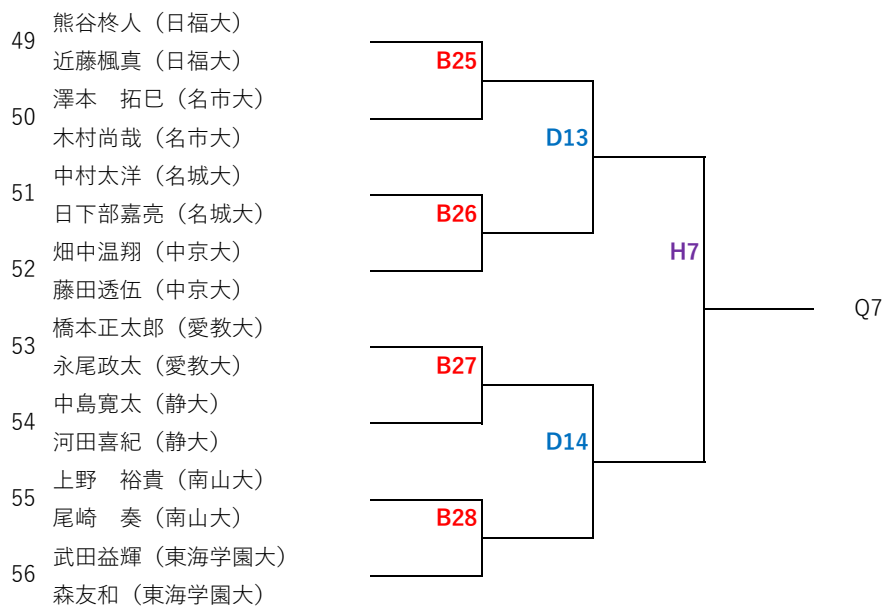 熊谷柊人（日福大）
49
近藤楓真（日福大）
B25
澤本　拓巳（名市大）
50
木村尚哉（名市大）
D13
中村太洋（名城大）
51
日下部嘉亮（名城大）
B26
畑中温翔（中京大）
H7
52
藤田透伍（中京大）
Q7
橋本正太郎（愛教大）
53
永尾政太（愛教大）
B27
中島寛太（静大）
54
河田喜紀（静大）
D14
上野　裕貴（南山大）
55
尾崎　奏（南山大）
B28
武田益輝（東海学園大）
56
森友和（東海学園大）